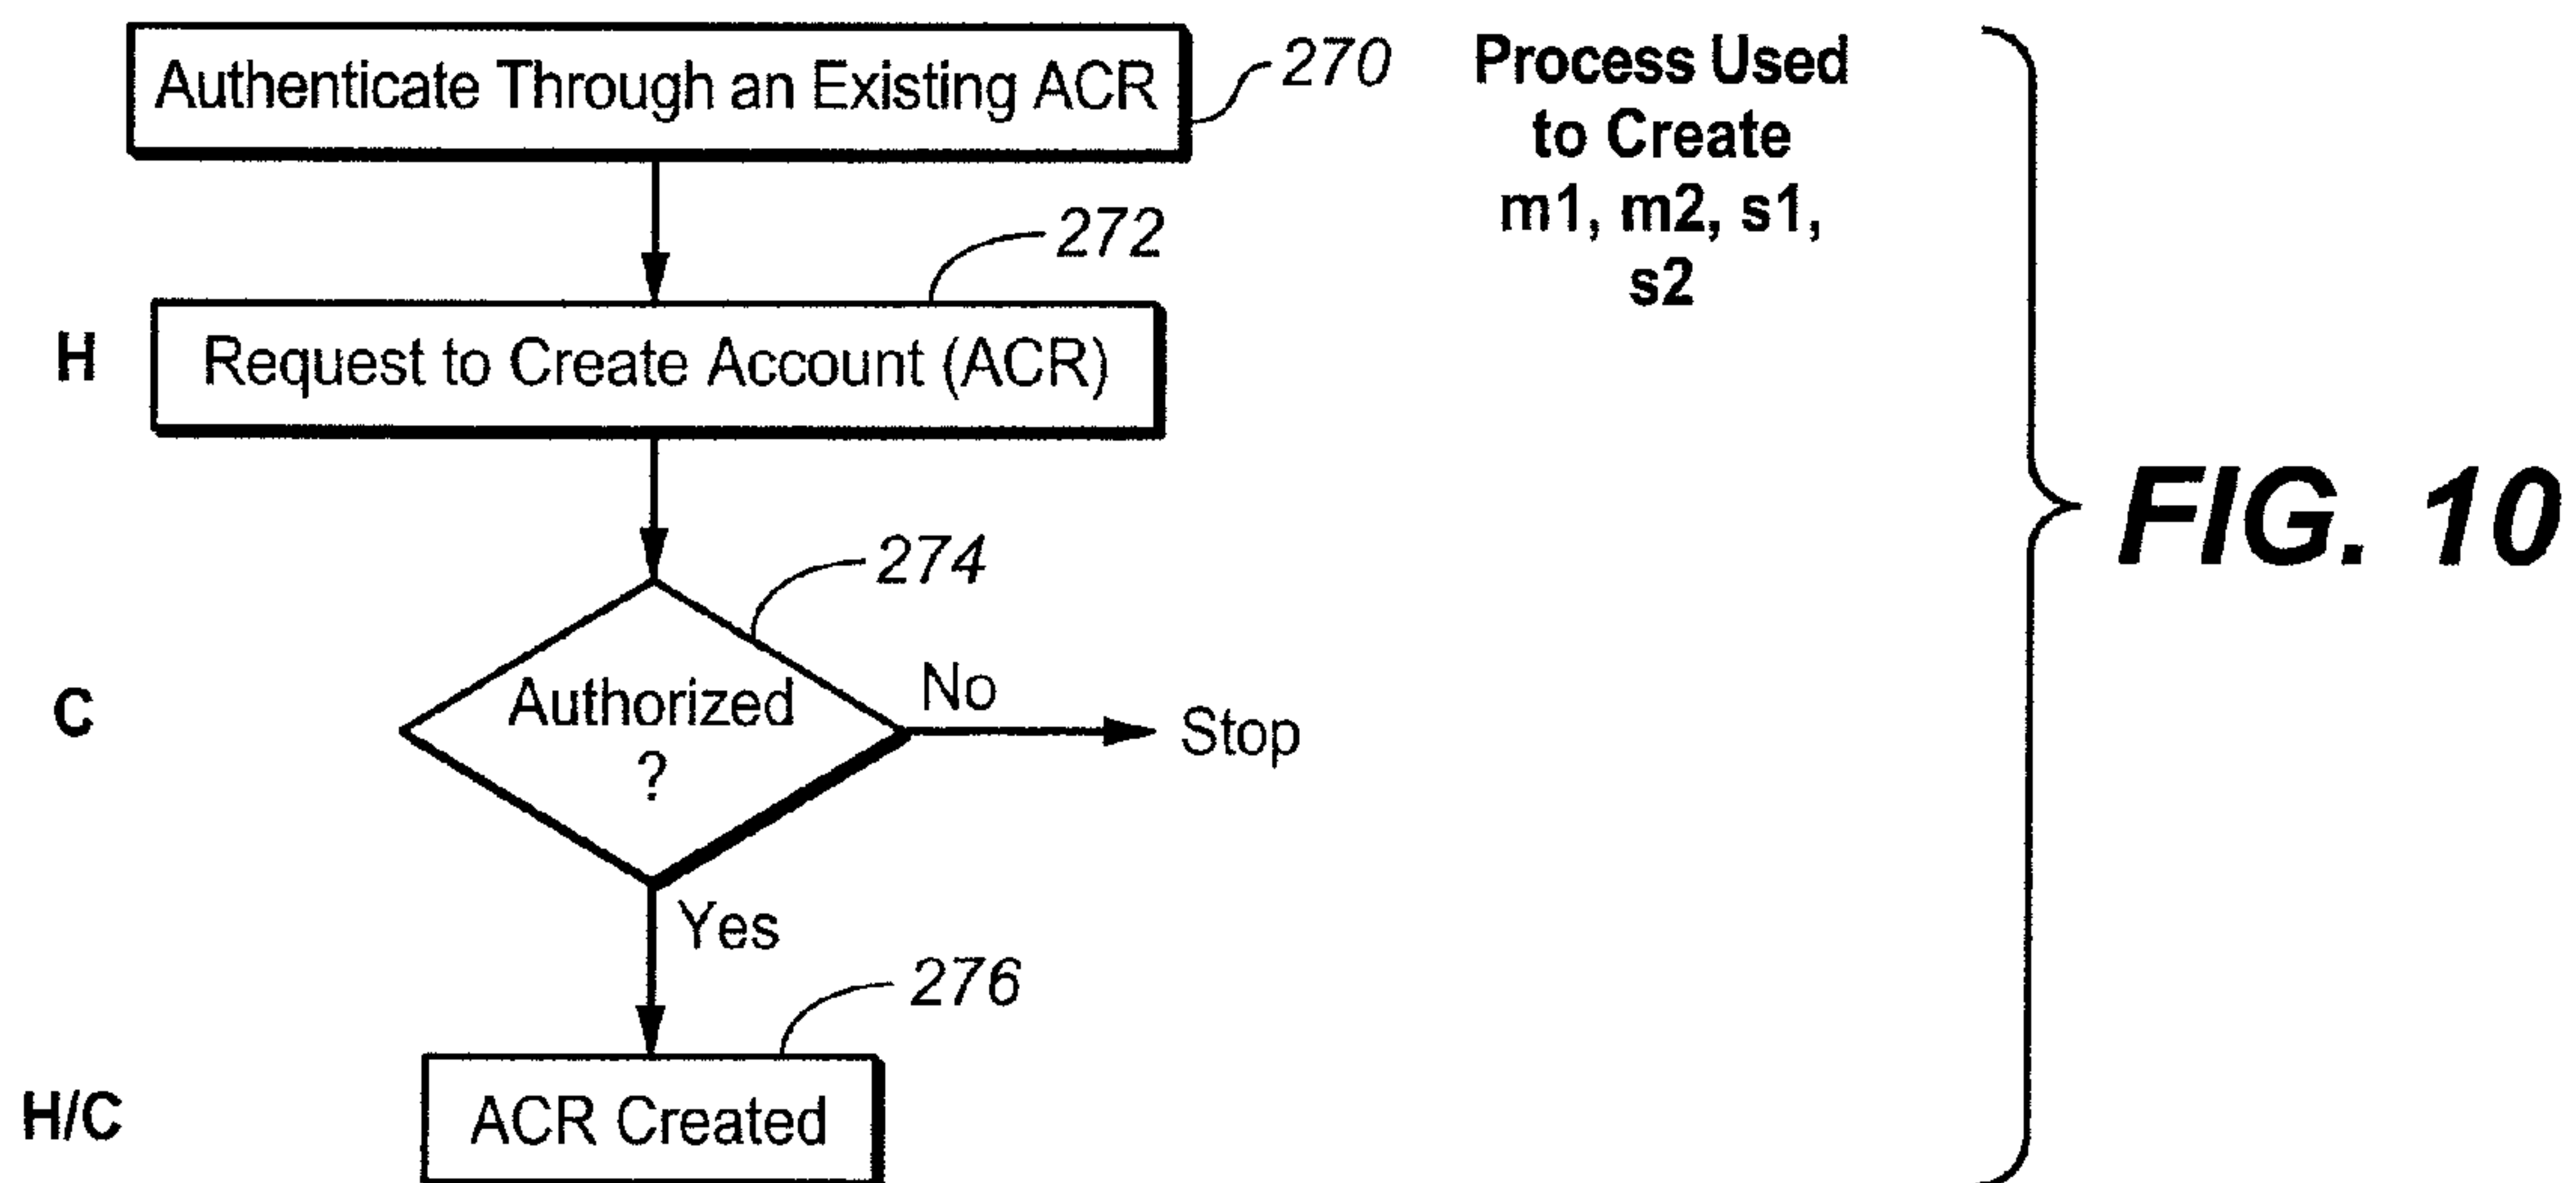 Authenticate Through an Existing ACR
270
Process Used
to Create
m1, m2, s1,
s2
272
H
Request to Create Account (ACR)
FIG. 10
274
C
Authorized
?
No
Stop
Yes
276
H/C
ACR Created